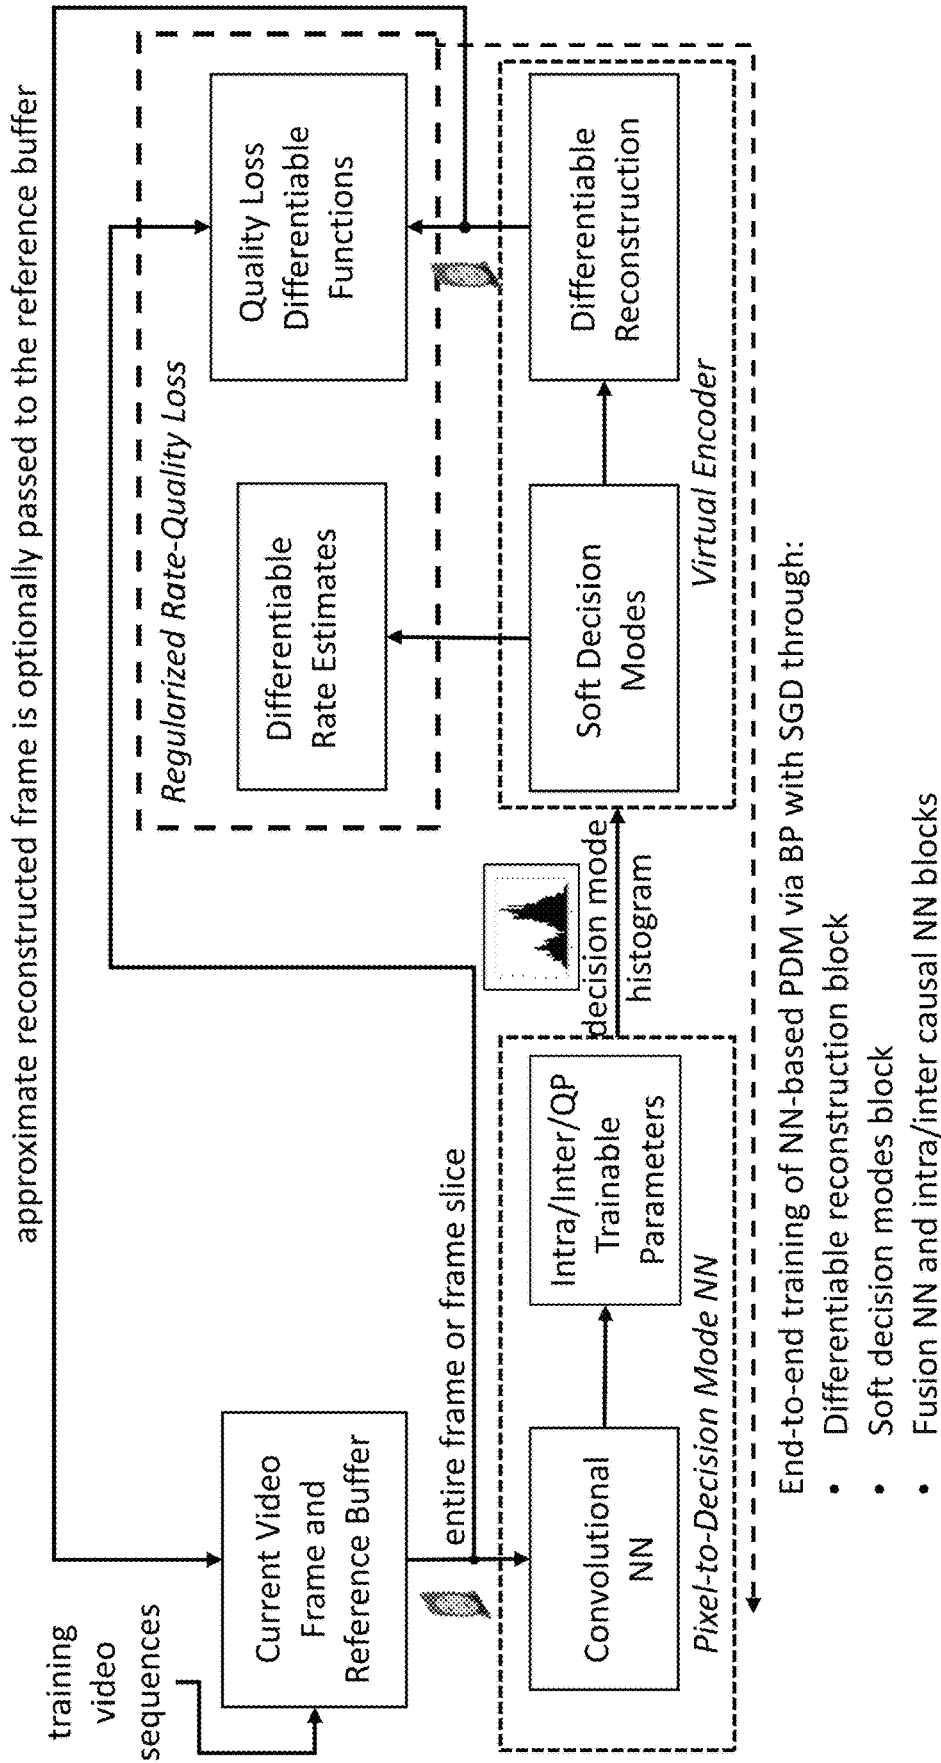 approximate reconstructed frame is optionally passed to the reference buffer
training
video
sequences
Current Video
Frame and
Reference Buffer
entire frame or frame slice
Convolutional
NN
Intra/Inter/QP
Trainable
Parameters
Pixel-to-Decision Mode NN
decision mode
histogram
Regularized Rate-Quality Loss
Differentiable
Rate Estimates
Quality Loss
Differentiable
Functions
Soft Decision
Modes
Differentiable
Reconstruction
Virtual Encoder
End-to-end training of NN-based PDM via BP with SGD through:
• Differentiable reconstruction block
• Soft decision modes block
• Fusion NN and intra/inter causal NN blocks